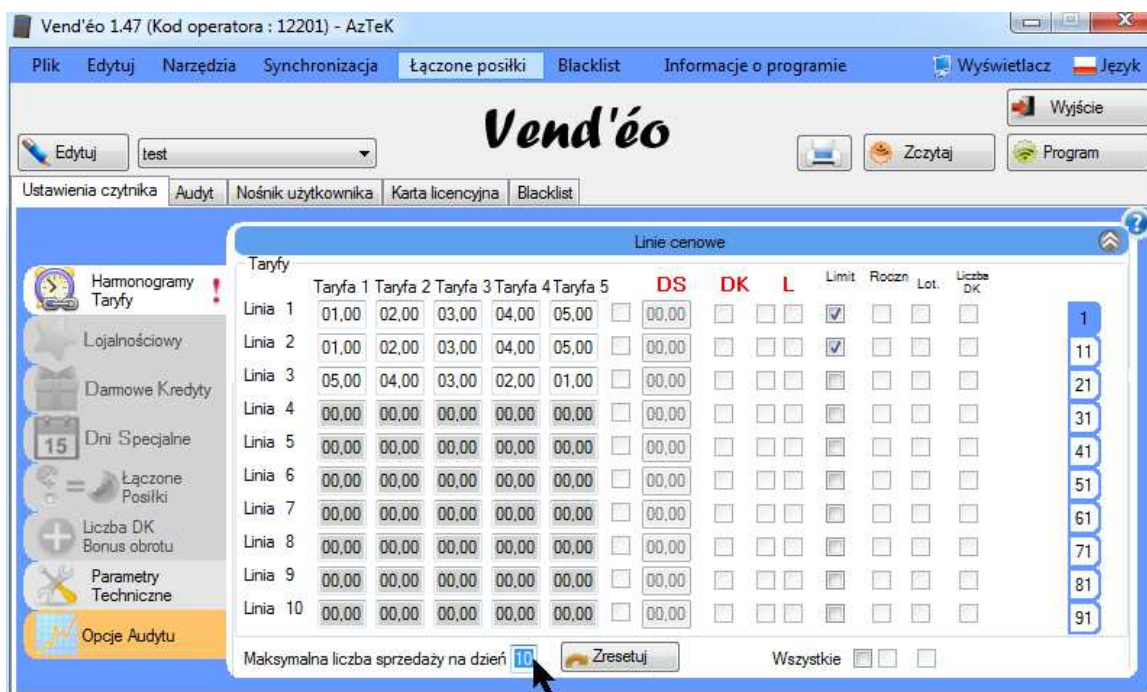 Vend'éo 1.47 (Kod operatora : 12201) - AzTeK
Plik Edytuj Narzędzia Synchronizacja Łączone posiłki Blacklist Informacje o programie Wyświetlacz Język
Wyjście
Vend'éo
Edytuj test Zczytaj Program
Ustawienia czytnika Audyt Nośnik użytkownika Karta licencyjna Blacklist
?
Linie cenowe
Harmonogramy
Taryfy !
Lojalnościowy
Darmowe Kredyty
15 Dni Specjalne
Łączone
Posiłki
Liczba DK
Bonus obrotu
Parametry
Techniczne
Opcje Audytu
Taryfy
Taryfa 1 Taryfa 2 Taryfa 3 Taryfa 4 Taryfa 5 DS DK L Limit Roczn Lot. Liczba DK
Linia 1 01,00 02,00 03,00 04,00 05,00 00,00 1
Linia 2 01,00 02,00 03,00 04,00 05,00 00,00 11
Linia 3 05,00 04,00 03,00 02,00 01,00 00,00 21
Linia 4 00,00 00,00 00,00 00,00 00,00 00,00 31
Linia 5 00,00 00,00 00,00 00,00 00,00 00,00 41
Linia 6 00,00 00,00 00,00 00,00 00,00 00,00 51
Linia 7 00,00 00,00 00,00 00,00 00,00 00,00 61
Linia 8 00,00 00,00 00,00 00,00 00,00 00,00 71
Linia 9 00,00 00,00 00,00 00,00 00,00 00,00 81
Linia 10 00,00 00,00 00,00 00,00 00,00 00,00 91
Maksymalna liczba sprzedaży na dzień 10 Zresetuj Wszystkie